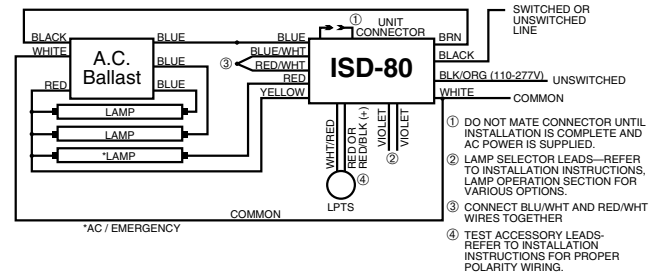 ① UNIT
CONNECTOR
SWITCHED OR
UNSWITCHED
LINE
BLACK
BLUE
BLUE
BRN
WHITE
A.C.
Ballast
BLUE
③
BLUE/WHT
RED/WHT
ISD-80
BLACK
RED
BLUE
RED
YELLOW
BLK/ORG (110-277V) UNSWITCHED
WHITE
COMMON
LAMP
LAMP
*LAMP
WHT/RED
RED OR
RED/BLK (+)
VIOLET
VIOLET
②
④
LPTS
COMMON
*AC / EMERGENCY
① DO NOT MATE CONNECTOR UNTIL
INSTALLATION IS COMPLETE AND
AC POWER IS SUPPLIED.
② LAMP SELECTOR LEADS—REFER
TO INSTALLATION INSTRUCTIONS,
LAMP OPERATION SECTION FOR
VARIOUS OPTIONS.
③ CONNECT BLU/WHT AND RED/WHT
WIRES TOGETHER
④ TEST ACCESSORY LEADS-
REFER TO INSTALLATION
INSTRUCTIONS FOR PROPER
POLARITY WIRING.